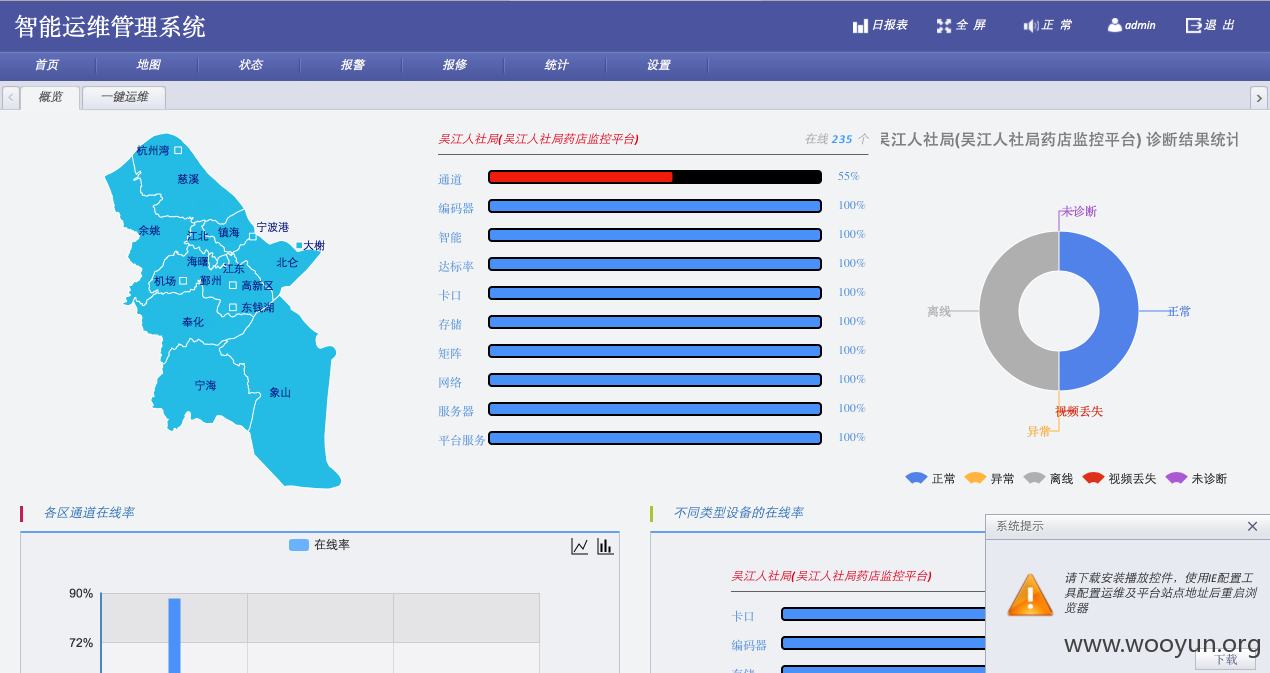 智能运维管理系统
日报表 全 屏 正 常 admin 退 出
首页 地图 状态 报警 报修 统计 设置
概览 一键运维
杭州湾
慈溪
余姚
江北
镇海
宁波港
大榭
海曙
江东
北仑
机场
鄞州
高新区
东钱湖
奉化
宁海
象山
吴江人社局(吴江人社局药店监控平台) 在线 235 个
通道 55%
编码器 100%
智能 100%
达标率 100%
卡口 100%
存储 100%
矩阵 100%
网络 100%
服务器 100%
平台服务 100%
吴江人社局(吴江人社局药店监控平台) 诊断结果统计
未诊断
离线
正常
视频丢失
异常
正常 异常 离线 视频丢失 未诊断
各区通道在线率
在线率
90%
72%
不同类型设备的在线率
吴江人社局(吴江人社局药店监控平台)
卡口
编码器
存储
系统提示
请下载安装播放控件，使用IE配置工
具配置运维及平台站点地址后重启浏
览器
www.wooyun.org
下载